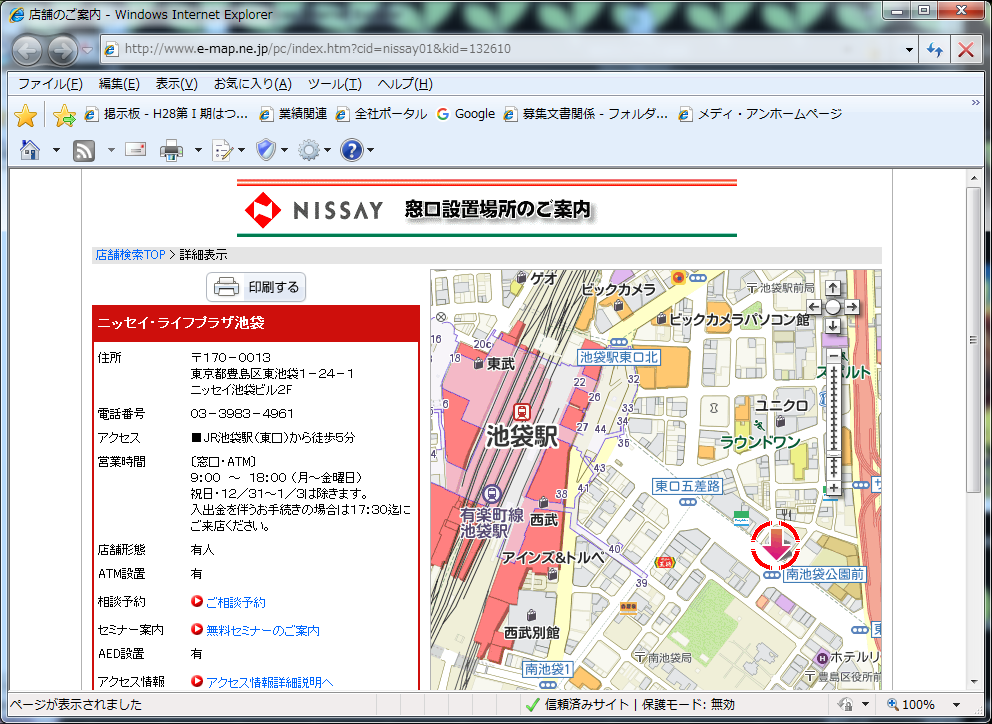 店舗のご案内 - Windows Internet Explorer
http://www.e-map.ne.jp/pc/index.htm?cid=nissay01&kid=132610
ファイル(F) 編集(E) 表示(V) お気に入り(A) ツール(T) ヘルプ(H)
掲示板 - H28第Ⅰ期はつ... 業績関連 全社ポータル Google 募集文書関係 - フォルダ... メディ・アンホームページ
NISSAY 窓口設置場所のご案内
店舗検索TOP > 詳細表示
印刷する
ニッセイ・ライフプラザ池袋
住所 〒170-0013
東京都豊島区東池袋1-24-1
ニッセイ池袋ビル2F
電話番号 03-3983-4961
アクセス ■JR池袋駅(東口)から徒歩5分
営業時間 〔窓口・ATM〕
9:00 ～ 18:00 (月～金曜日)
祝日・12/31～1/3は除きます。
入出金を伴うお手続きの場合は17:30迄に
ご来店ください。
店舗形態 有人
ATM設置 有
相談予約 ご相談予約
セミナー案内 無料セミナーのご案内
AED設置 有
アクセス情報 アクセス情報詳細説明へ
ゲオ
ビックカメラ
〒池袋駅前局
ビックカメラパソコン館
16
20c
18
東武
池袋駅東口北
22
32
26
6
33
27
44
34
36
35
池袋駅
ユニクロ
ラウンドワン
43
41
38
東口五差路
有楽町線
池袋駅
西武
アインズ&トルペ
40
39
南池袋公園前
西武別館
〒南池袋局
南池袋1
ホテルリ
〒豊島区役所前
ページが表示されました 信頼済みサイト | 保護モード: 無効 100%